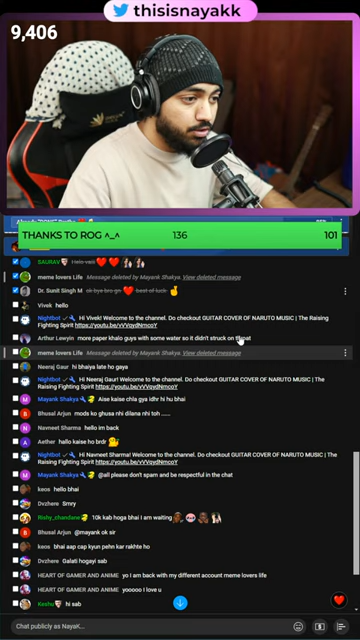 thisisnayakk
9,406
THANKS TO ROG ^_^ 136 101
SAURAV Hello vaii
meme lovers Life Message deleted by Mayank Shakya. View deleted message
Dr. Sunil Singh M ok bye bro gn best of luck
Vivek hello
Nightbot Hi Vivek! Welcome to the channel. Do checkout GUITAR COVER OF NARUTO MUSIC | The
Raising Fighting Spirit https://youtu.be/vVVqydNmcoY
Arthur Lewyin more paper khalo guys with some water so it didn't struck on throat
meme lovers Life Message deleted by Mayank Shakya. View deleted message
Neeraj Gaur hi bhaiya late ho gaya
Nightbot Hi Neeraj Gaur! Welcome to the channel. Do checkout GUITAR COVER OF NARUTO MUSIC | The
Raising Fighting Spirit https://youtu.be/vVVqydNmcoY
Mayank Shakya Aise kaise chla gya idhr hi hu bhai
Bhusal Arjun mods ko ghusa nhi dilana nhi toh ......
Navneet Sharma hello im back
Aether hello kaise ho brdr
Nightbot Hi Navneet Sharma! Welcome to the channel. Do checkout GUITAR COVER OF NARUTO MUSIC |
The Raising Fighting Spirit https://youtu.be/vVVqydNmcoY
Mayank Shakya @all please don't spam and be respectful in the chat
keos hello bhai
Dvzhere Smry
Rishy_chandane 10k kab hoga bhai I am waiting
Bhusal Arjun @mayank ok sir
keos bhai aap cap kyun pehn kar rakhte ho
Dvzhere Galati hogayi sab
HEART OF GAMER AND ANIME yo I am back with my different account meme lovers life
HEART OF GAMER AND ANIME yooooo I love u
Keshu hi sab
Chat publicly as NayaK...